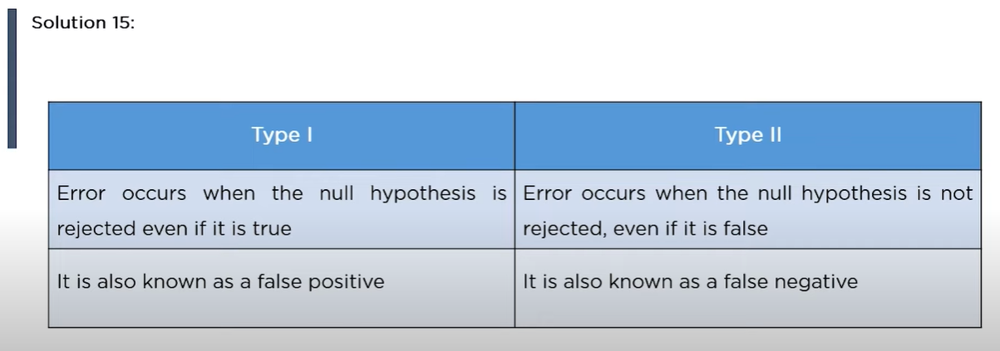 Solution 15:
Type I
Type II
Error occurs when the null hypothesis is
rejected even if it is true
Error occurs when the null hypothesis is not
rejected, even if it is false
It is also known as a false positive
It is also known as a false negative